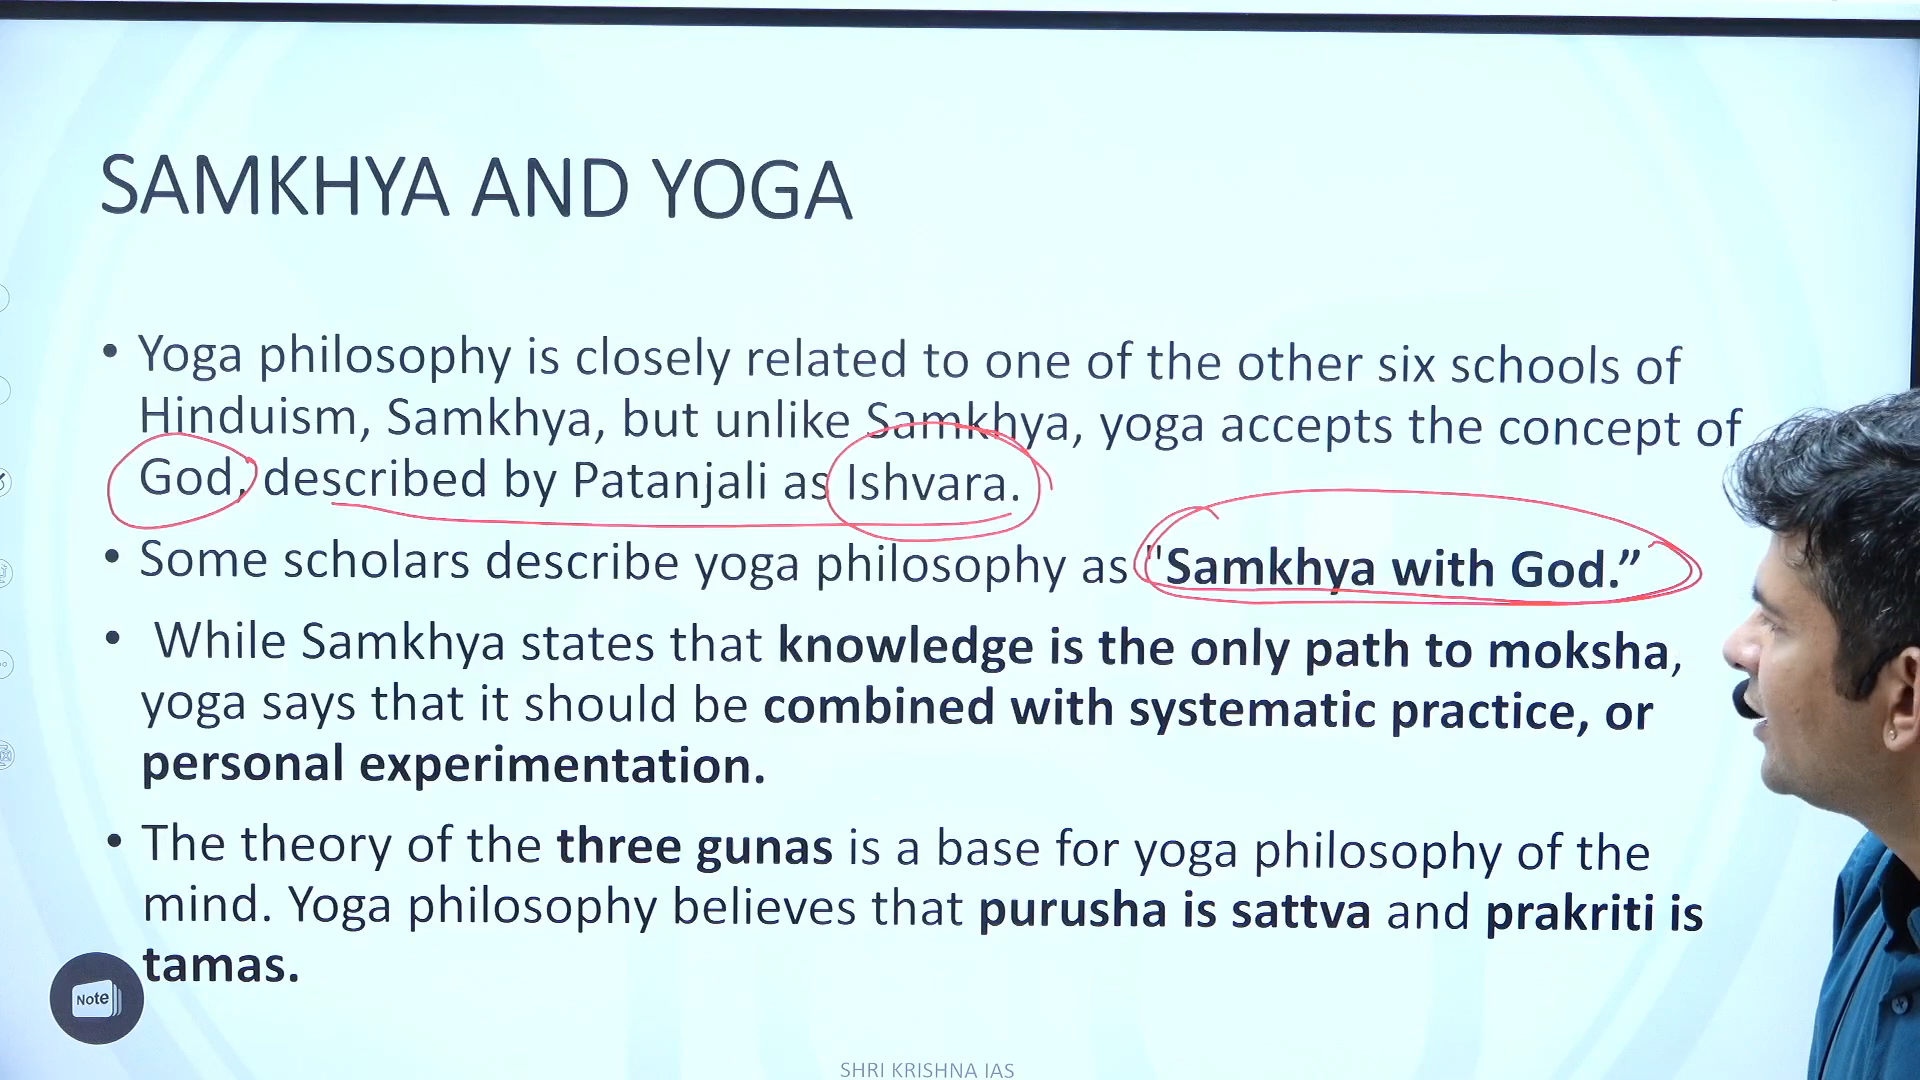 SAMKHYA AND YOGA
• Yoga philosophy is closely related to one of the other six schools of
Hinduism, Samkhya, but unlike Samkhya, yoga accepts the concept of
God, described by Patanjali as Ishvara.
• Some scholars describe yoga philosophy as "Samkhya with God.”
• While Samkhya states that knowledge is the only path to moksha,
yoga says that it should be combined with systematic practice, or
personal experimentation.
• The theory of the three gunas is a base for yoga philosophy of the
mind. Yoga philosophy believes that purusha is sattva and prakriti is
tamas.
Note
SHRI KRISHNA IAS